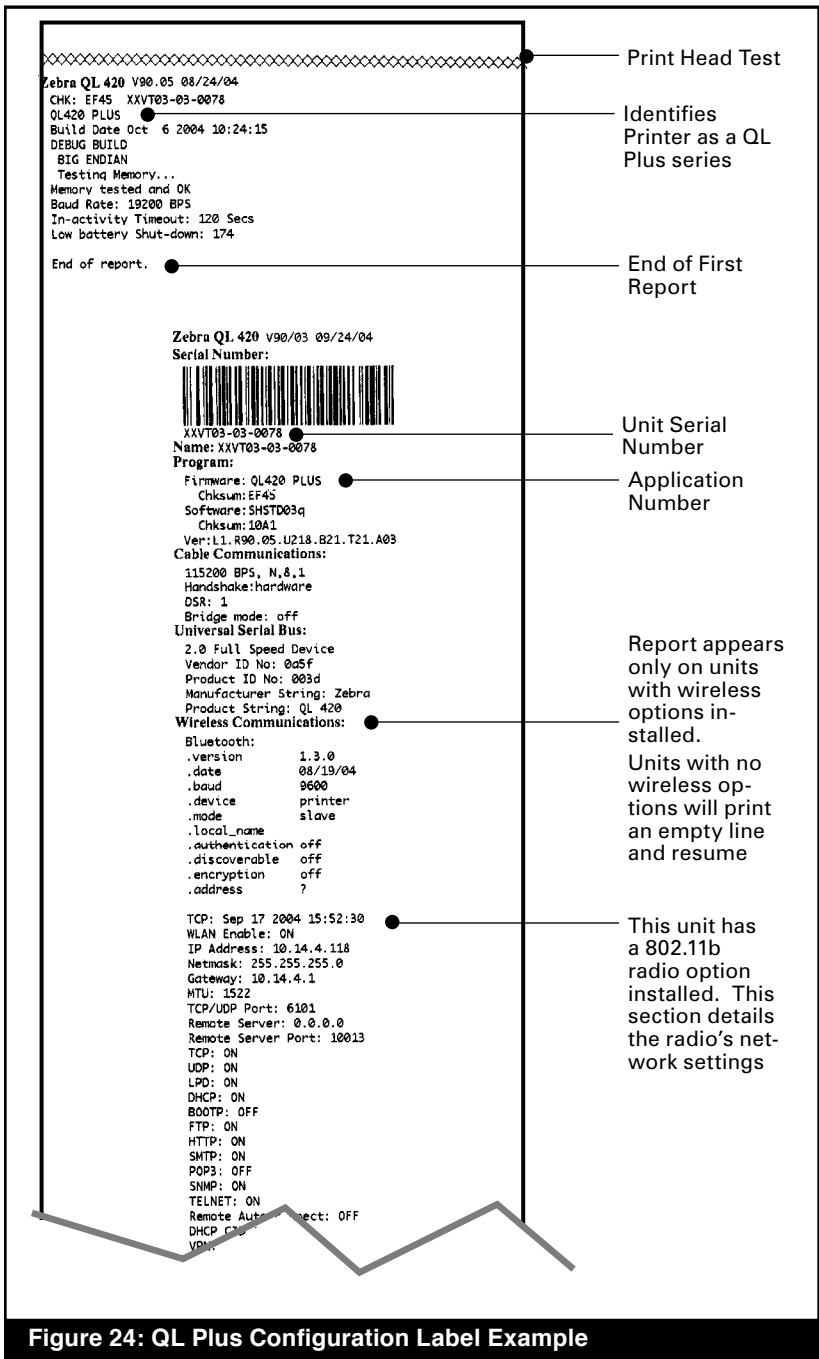 Zebra QL 420 V90.05 08/24/04
CHK: EF45 XXVT03-03-0078
QL420 PLUS
Build Date Oct 6 2004 10:24:15
DEBUG BUILD
BIG ENDIAN
Testing Memory...
Memory tested and OK
Baud Rate: 19200 BPS
In-activity Timeout: 120 Secs
Low battery Shut-down: 174
End of report.
Print Head Test
Identifies
Printer as a QL
Plus series
End of First
Report
Zebra QL 420 V90/03 09/24/04
Serial Number:
XXVT03-03-0078
Name: XXVT03-03-0078
Program:
Firmware: QL420 PLUS
Chksum:EF45
Software:SHSTD03q
Chksum:10A1
Ver:L1.R90.05.U218.B21.T21.A03
Cable Communications:
115200 BPS, N,8,1
Handshake:hardware
DSR: 1
Bridge mode: off
Universal Serial Bus:
2.0 Full Speed Device
Vendor ID No: 0a5f
Product ID No: 003d
Manufacturer String: Zebra
Product String: QL 420
Wireless Communications:
Bluetooth:
.version 1.3.0
.date 08/19/04
.baud 9600
.device printer
.mode slave
.local_name
.authentication off
.discoverable off
.encryption off
.address ?
TCP: Sep 17 2004 15:52:30
WLAN Enable: ON
IP Address: 10.14.4.118
Netmask: 255.255.255.0
Gateway: 10.14.4.1
MTU: 1522
TCP/UDP Port: 6101
Remote Server: 0.0.0.0
Remote Server Port: 10013
TCP: ON
UDP: ON
LPD: ON
DHCP: ON
BOOTP: OFF
FTP: ON
HTTP: ON
SMTP: ON
POP3: OFF
SNMP: ON
TELNET: ON
Remote : OFF
DHCP
Unit Serial
Number
Application
Number
Report appears
only on units
with wireless
options in-
stalled.
Units with no
wireless op-
tions will print
an empty line
and resume
This unit has
a 802.11b
radio option
installed. This
section details
the radio's net-
work settings
Figure 24: QL Plus Configuration Label Example